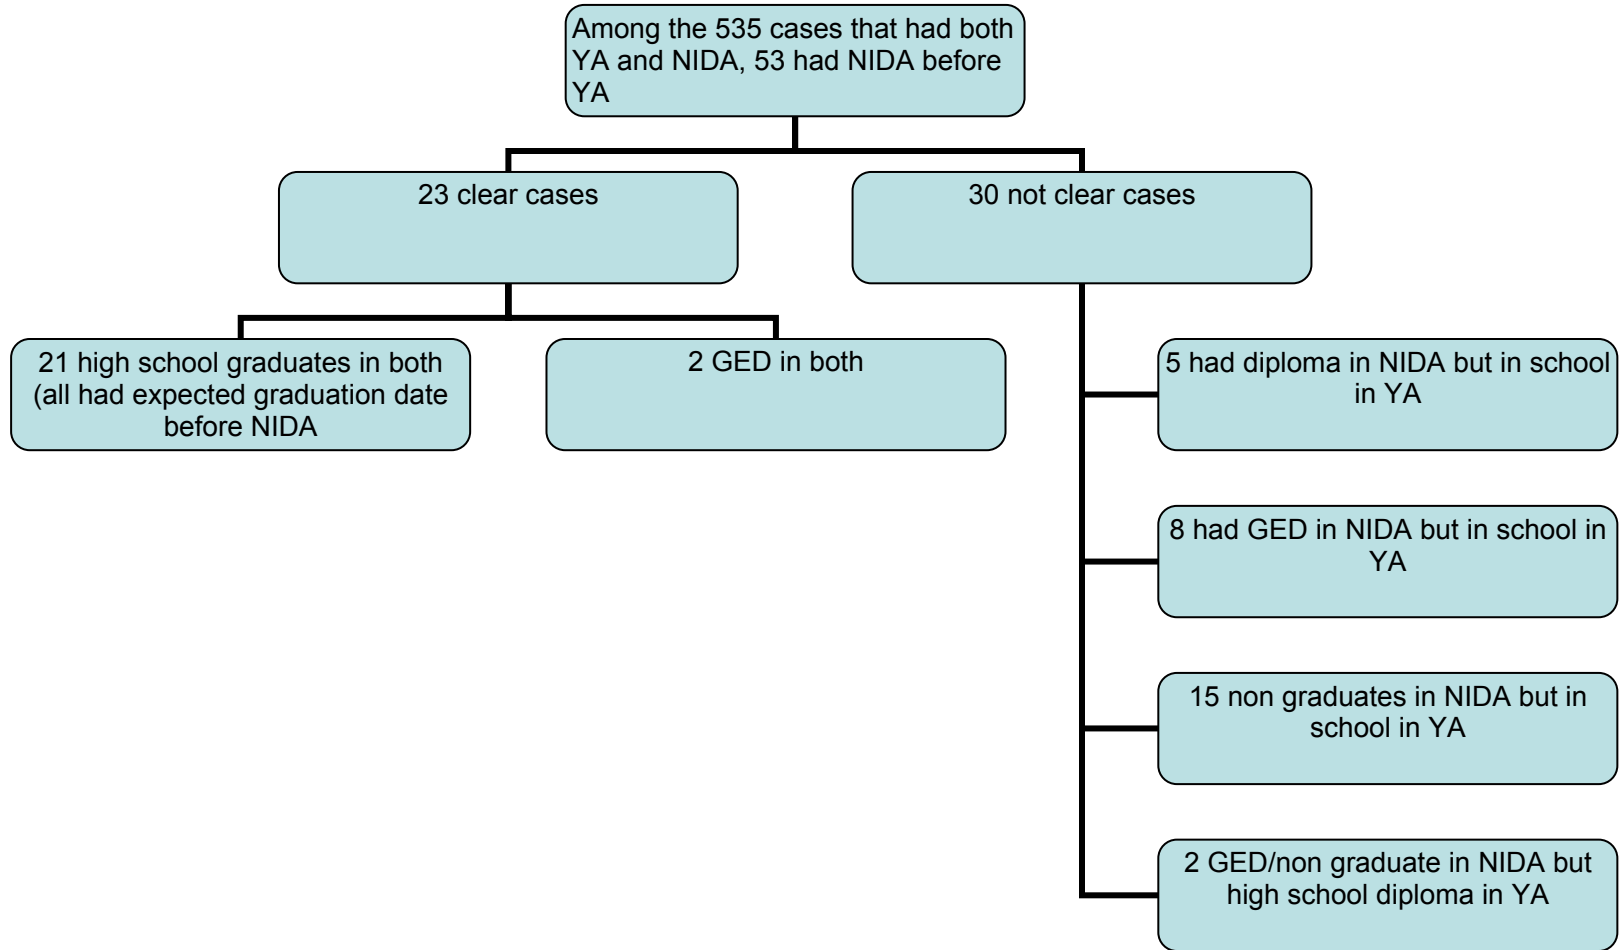 Among the 535 cases that had both
YA and NIDA, 53 had NIDA before
YA
23 clear cases
30 not clear cases
21 high school graduates in both
(all had expected graduation date
before NIDA
2 GED in both
5 had diploma in NIDA but in school
in YA
8 had GED in NIDA but in school in
YA
15 non graduates in NIDA but in
school in YA
2 GED/non graduate in NIDA but
high school diploma in YA